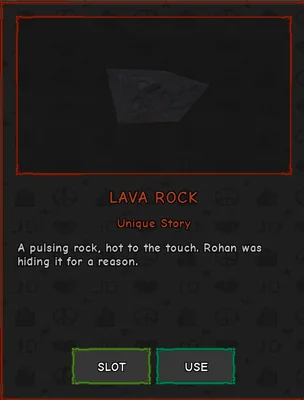 LAVA ROCK
Unique Story
A pulsing rock, hot to the touch. Rohan was
hiding it for a reason.
SLOT USE